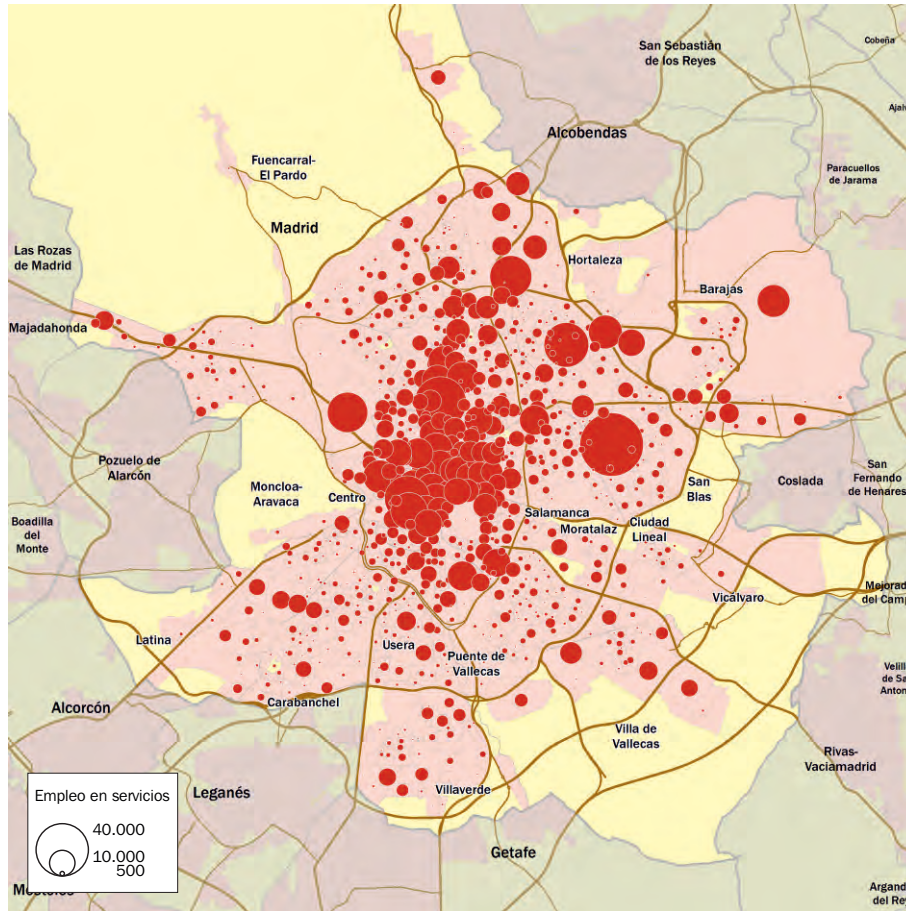 San Sebastián
de los Reyes
Cobeña
Alcobendas
Fuencarral-
El Pardo
Paracuellos
de Jarama
Madrid
Las Rozas
de Madrid
Hortaleza
Barajas
Majadahonda
Pozuelo de
Alarcón
Moncloa-
Aravaca
Centro
San
Blas
Coslada
San
Fernando
de Henares
Boadilla
del
Monte
Salamanca
Moratalaz
Ciudad
Lineal
Vicalvaro
Latina
Usera
Puente de
Vallecas
Carabanchel
Alcorcón
Villa de
Vallecas
Rivas-
Vaciamadrid
Leganés
Villaverde
Getafe
Empleo en servicios
40.000
10.000
500
del Rey